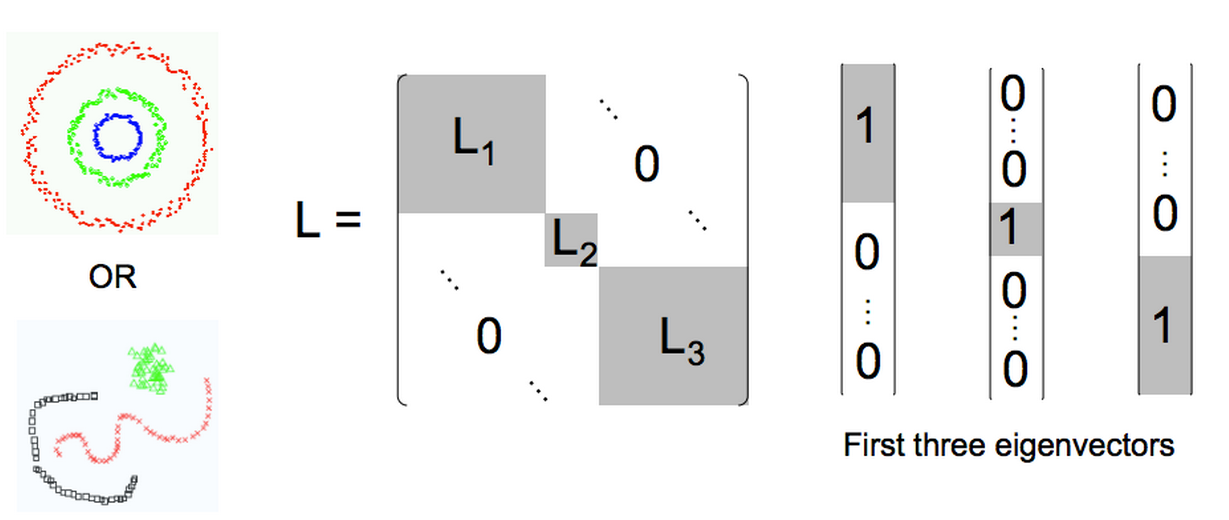 OR
L =
L₁
0
L₂
0
L₃
1
0
⋮
0
0
⋮
0
1
0
⋮
0
0
⋮
0
1
First three eigenvectors